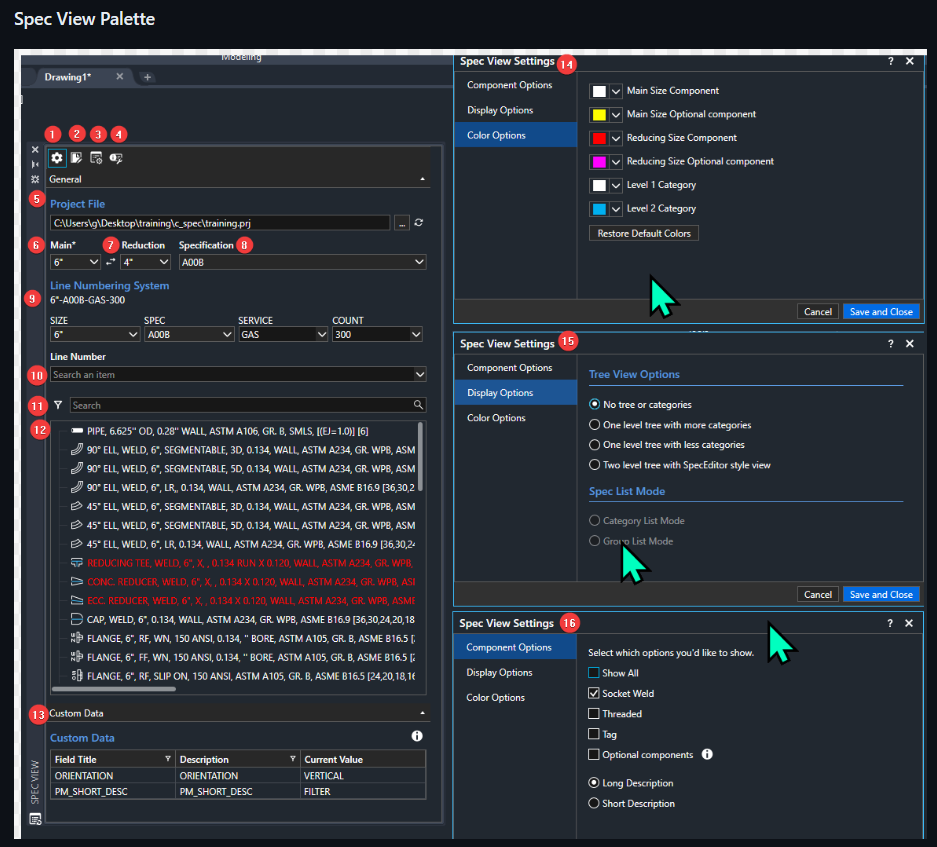 Spec View Palette
Modeling
Drawing1*
1 2 3 4
General
5 Project File
C:\Users\g\Desktop\training\c_spec\training.prj
...
6 Main* 7 Reduction Specification 8
6" 4" A00B
Line Numbering System
9 6"-A00B-GAS-300
SIZE SPEC SERVICE COUNT
6" A00B GAS 300
Line Number
10 Search an item
11 Search
12 PIPE, 6.625" OD, 0.28" WALL, ASTM A106, GR. B, SMLS, [(EJ=1.0)] [6]
90° ELL, WELD, 6", SEGMENTABLE, 3D, 0.134, WALL, ASTM A234, GR. WPB, ASM
90° ELL, WELD, 6", SEGMENTABLE, 5D, 0.134, WALL, ASTM A234, GR. WPB, ASM
90° ELL, WELD, 6", LR,, 0.134, WALL, ASTM A234, GR. WPB, ASME B16.9 [36,30,2
45° ELL, WELD, 6", SEGMENTABLE, 3D, 0.134, WALL, ASTM A234, GR. WPB, ASM
45° ELL, WELD, 6", SEGMENTABLE, 5D, 0.134, WALL, ASTM A234, GR. WPB, ASM
45° ELL, WELD, 6", LR, 0.134, WALL, ASTM A234, GR. WPB, ASME B16.9 [36,30,24
REDUCING TEE, WELD, 6", X, , 0.134 RUN X 0.120, WALL, ASTM A234, GR. WPB,
CONC. REDUCER, WELD, 6", X, , 0.134 X 0.120, WALL, ASTM A234, GR. WPB, ASI
ECC. REDUCER, WELD, 6", X, , 0.134 X 0.120, WALL, ASTM A234, GR. WPB, ASME
CAP, WELD, 6", 0.134, WALL, ASTM A234, GR. WPB, ASME B16.9 [36,30,24,20,18
FLANGE, 6", RF, WN, 150 ANSI, 0.134, " BORE, ASTM A105, GR. B, ASME B16.5 [
FLANGE, 6", FF, WN, 150 ANSI, 0.134, " BORE, ASTM A105, GR. B, ASME B16.5 [
FLANGE, 6", RF, SLIP ON, 150 ANSI, ASTM A105, GR. B, ASME B16.5 [24,20,18,16
13 Custom Data
Custom Data
Field Title Description Current Value
ORIENTATION ORIENTATION VERTICAL
PM_SHORT_DESC PM_SHORT_DESC FILTER
SPEC VIEW
Spec View Settings 14 ?
Component Options
Display Options
Color Options
Main Size Component
Main Size Optional component
Reducing Size Component
Reducing Size Optional component
Level 1 Category
Level 2 Category
Restore Default Colors
Cancel Save and Close
Spec View Settings 15 ?
Component Options
Display Options
Color Options
Tree View Options
No tree or categories
One level tree with more categories
One level tree with less categories
Two level tree with SpecEditor style view
Spec List Mode
Category List Mode
Group List Mode
Cancel Save and Close
Spec View Settings 16 ?
Component Options
Display Options
Color Options
Select which options you'd like to show.
Show All
Socket Weld
Threaded
Tag
Optional components
Long Description
Short Description